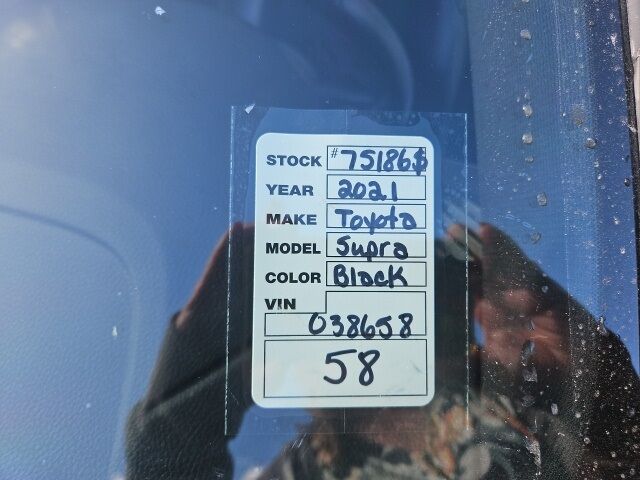 STOCK #75186$
YEAR 2021
MAKE Toyota
MODEL Supra
COLOR Black
VIN
038658
58